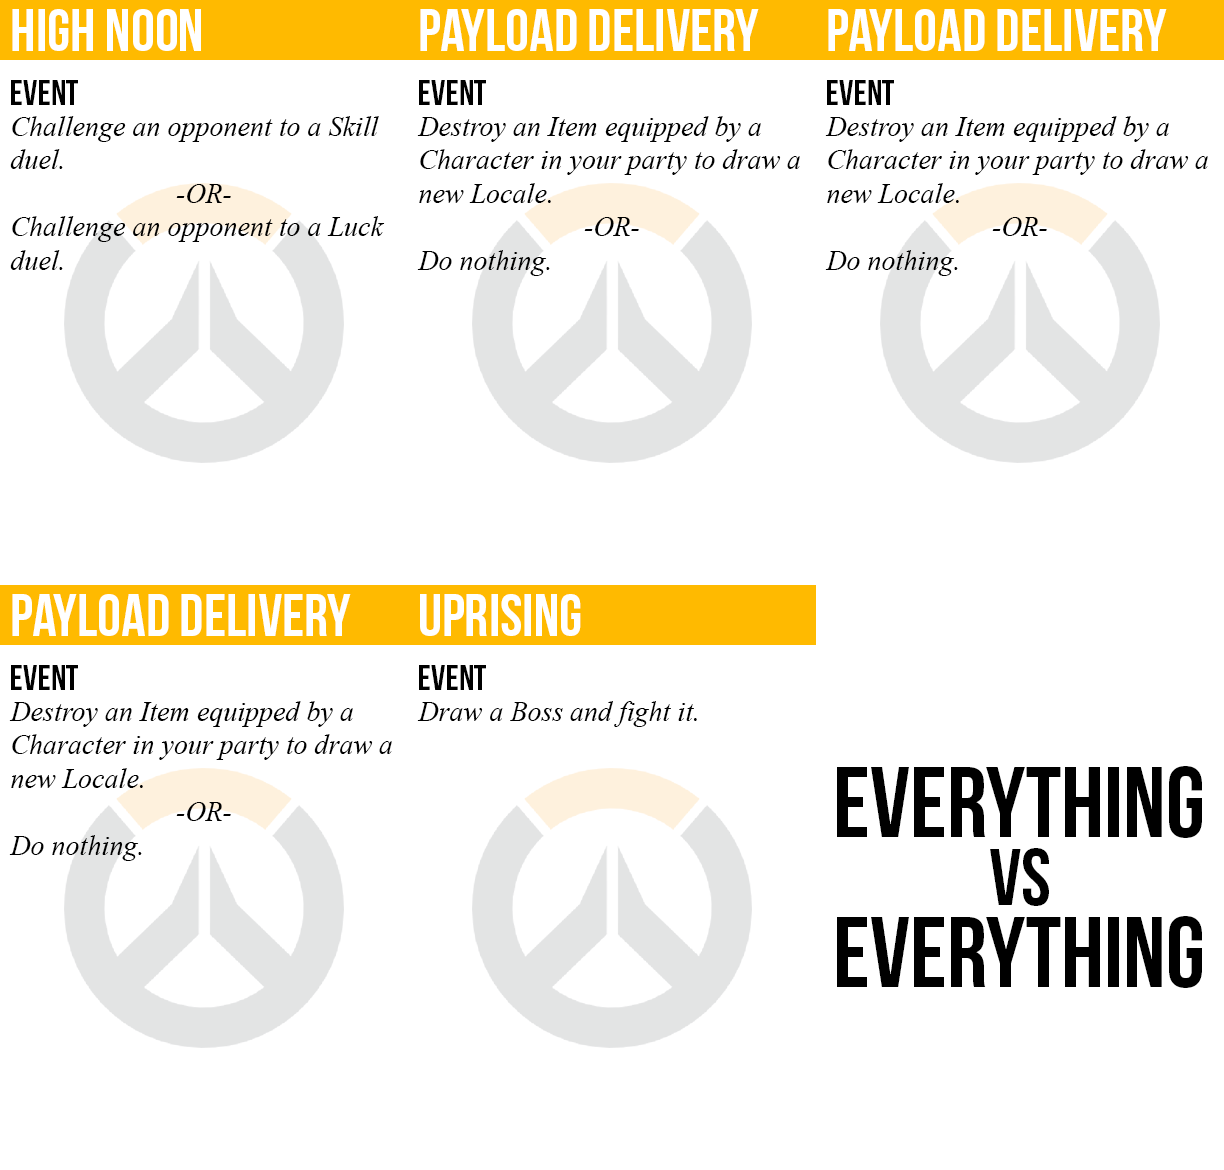 HIGH NOON
EVENT
Challenge an opponent to a Skill
duel.
-OR-
Challenge an opponent to a Luck
duel.
PAYLOAD DELIVERY
EVENT
Destroy an Item equipped by a
Character in your party to draw a
new Locale.
-OR-
Do nothing.
PAYLOAD DELIVERY
EVENT
Destroy an Item equipped by a
Character in your party to draw a
new Locale.
-OR-
Do nothing.
PAYLOAD DELIVERY
EVENT
Destroy an Item equipped by a
Character in your party to draw a
new Locale.
-OR-
Do nothing.
UPRISING
EVENT
Draw a Boss and fight it.
EVERYTHING
VS
EVERYTHING